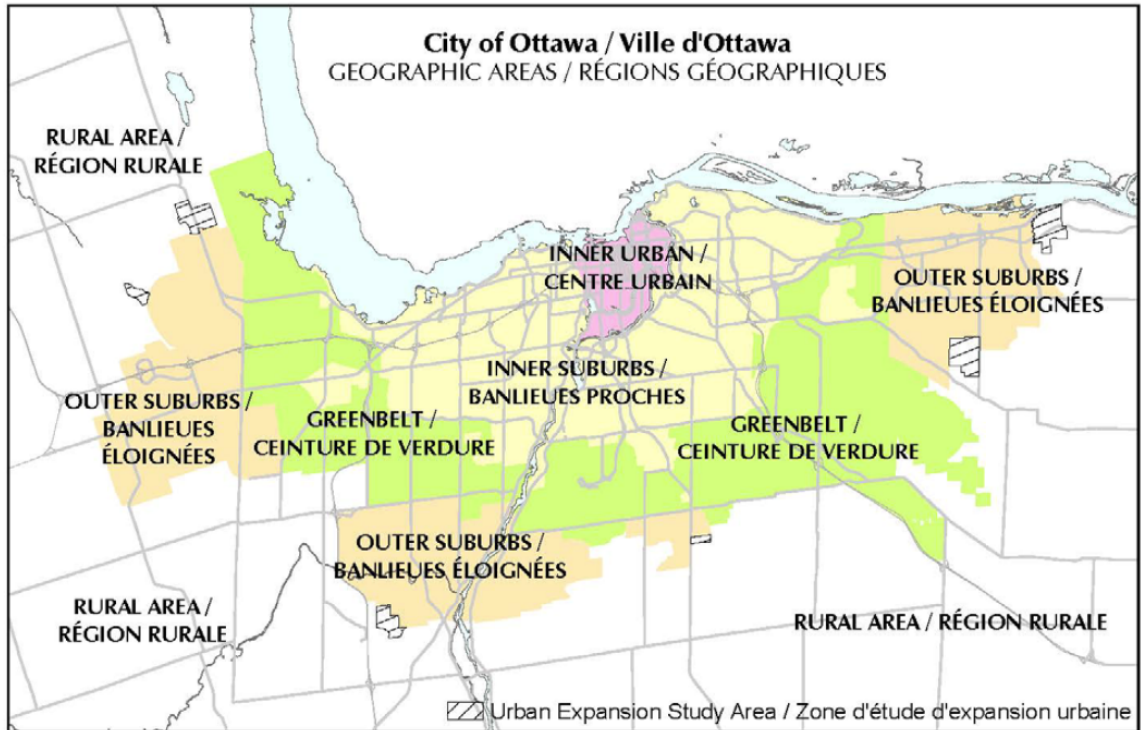 City of Ottawa / Ville d'Ottawa
GEOGRAPHIC AREAS / RÉGIONS GÉOGRAPHIQUES
RURAL AREA /
RÉGION RURALE
INNER URBAN /
CENTRE URBAIN
OUTER SUBURBS /
BANLIEUES ÉLOIGNÉES
INNER SUBURBS /
BANLIEUES PROCHES
OUTER SUBURBS /
BANLIEUES
ÉLOIGNÉES
GREENBELT /
CEINTURE DE VERDURE
GREENBELT /
CEINTURE DE VERDURE
OUTER SUBURBS /
BANLIEUES ÉLOIGNÉES
RURAL AREA /
RÉGION RURALE
RURAL AREA / RÉGION RURALE
Urban Expansion Study Area / Zone d'étude d'expansion urbaine